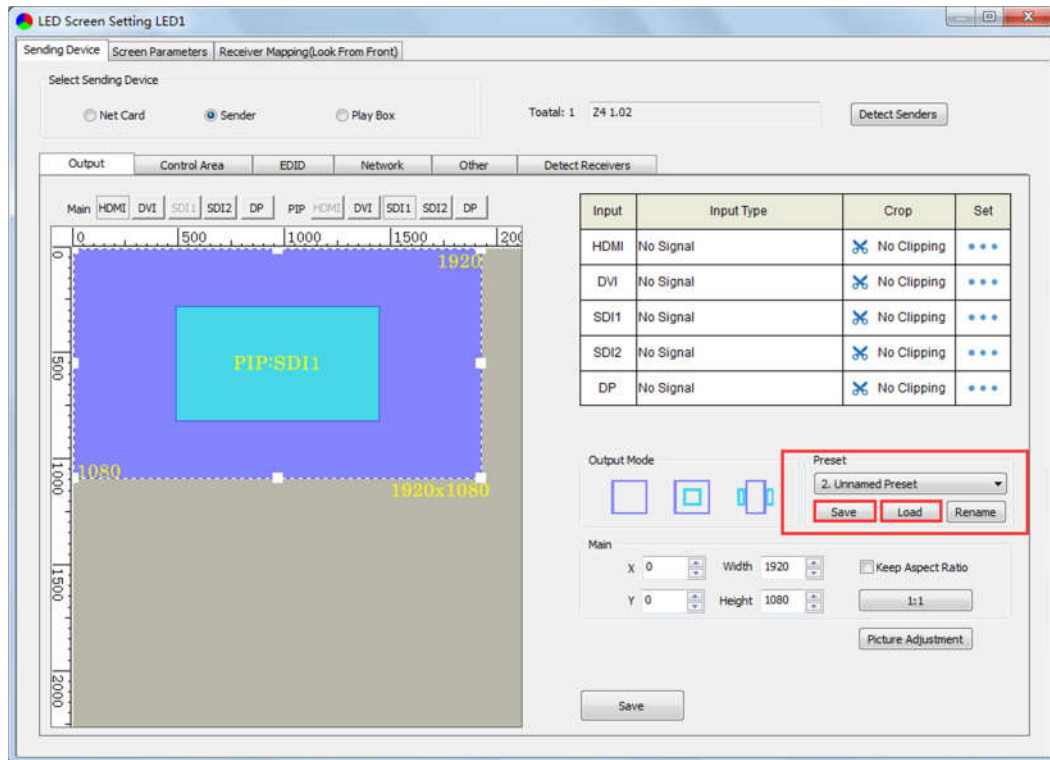 LED Screen Setting LED1
Sending Device Screen Parameters Receiver Mapping(Look From Front)
Select Sending Device
Net Card Sender Play Box Toatal: 1 Z4 1.02 Detect Senders
Output Control Area EDID Network Other Detect Receivers
Main HDMI DVI SDI1 SDI2 DP PIP HDMI DVI SDI1 SDI2 DP
0 500 1000 1500 200
0
500
1000
1500
2000
1920
PIP:SDI1
1080
1920x1080
Input Input Type Crop Set
HDMI No Signal No Clipping
DVI No Signal No Clipping
SDI1 No Signal No Clipping
SDI2 No Signal No Clipping
DP No Signal No Clipping
Output Mode
Preset
2. Unnamed Preset
Save Load Rename
Main
X 0 Width 1920 Keep Aspect Ratio
Y 0 Height 1080 1:1
Picture Adjustment
Save